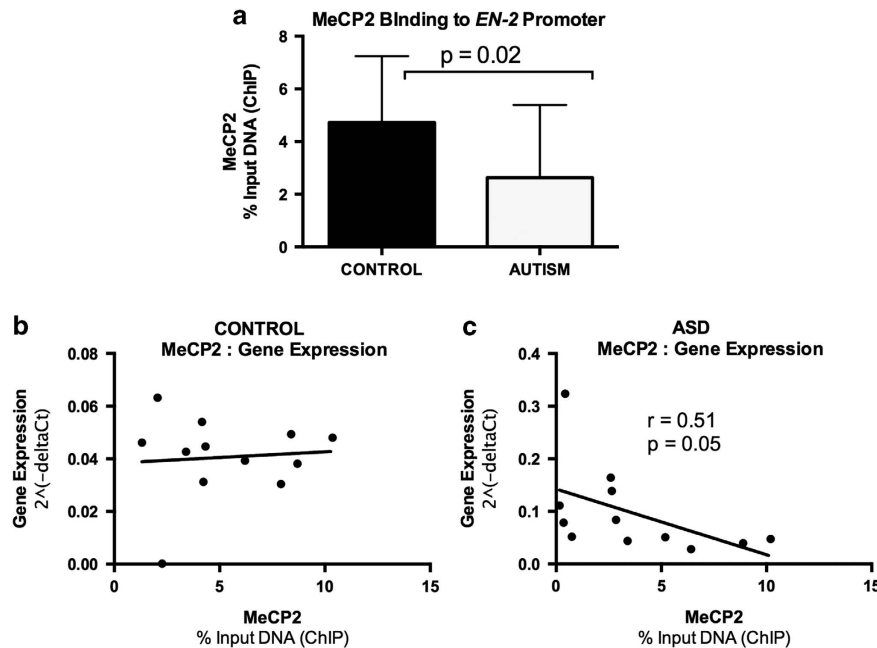 a
MeCP2 BInding to EN-2 Promoter
p = 0.02
MeCP2
% Input DNA (ChIP)
8
6
4
2
0
CONTROL
AUTISM
b
CONTROL
MeCP2 : Gene Expression
Gene Expression
2^(−deltaCt)
0.08
0.06
0.04
0.02
0.00
0
5
10
15
MeCP2
% Input DNA (ChIP)
c
ASD
MeCP2 : Gene Expression
r = 0.51
p = 0.05
Gene Expression
2^(−deltaCt)
0.4
0.3
0.2
0.1
0.0
0
5
10
15
MeCP2
% Input DNA (ChIP)